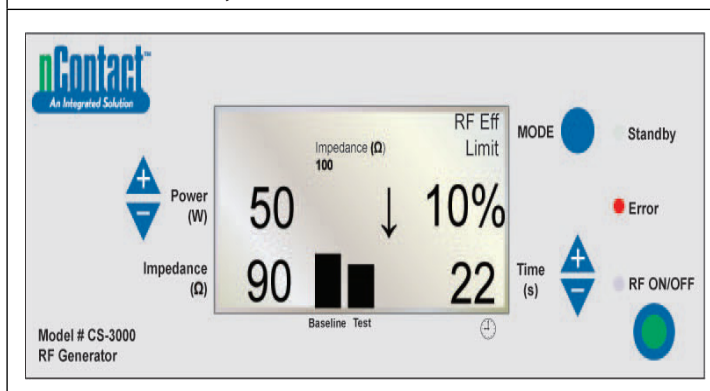 nContact™
An Integrated Solution
RF Eff
Limit
Impedance (Ω)
100
MODE
Standby
+
Power
(W)
50
↓
10%
Error
−
Impedance
(Ω)
90
22
Time
(s)
+
−
RF ON/OFF
Baseline Test
Model # CS-3000
RF Generator